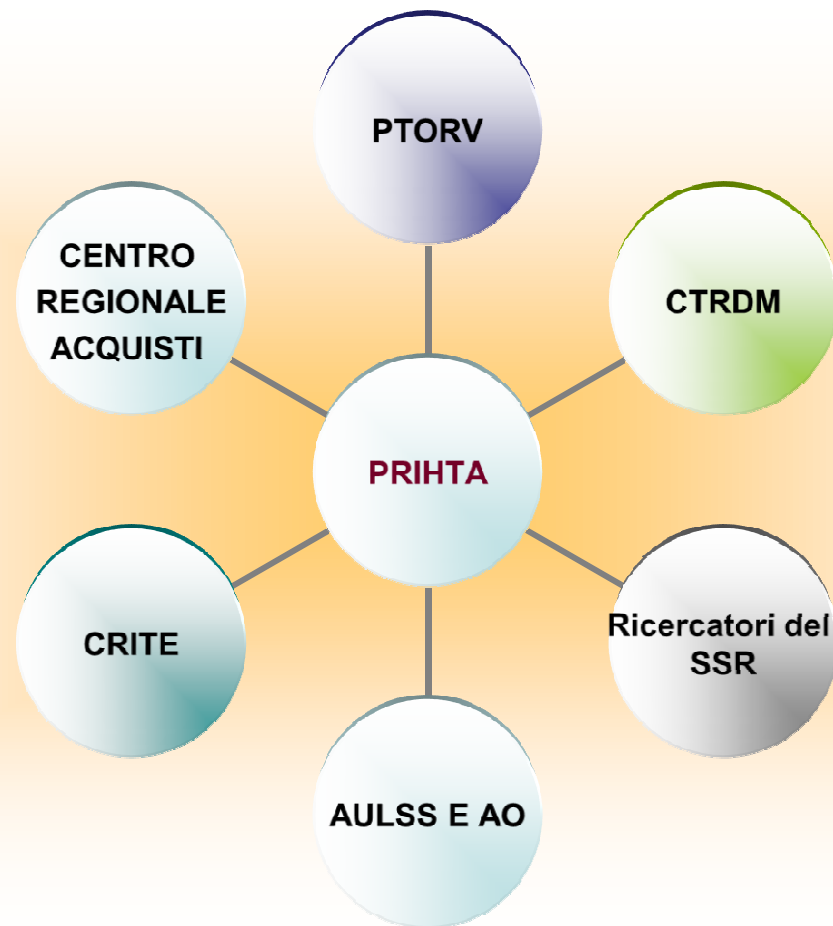 PTORV
CENTRO
REGIONALE
ACQUISTI
CTRDM
PRIHTA
CRITE
Ricercatori del
SSR
AULSS E AO